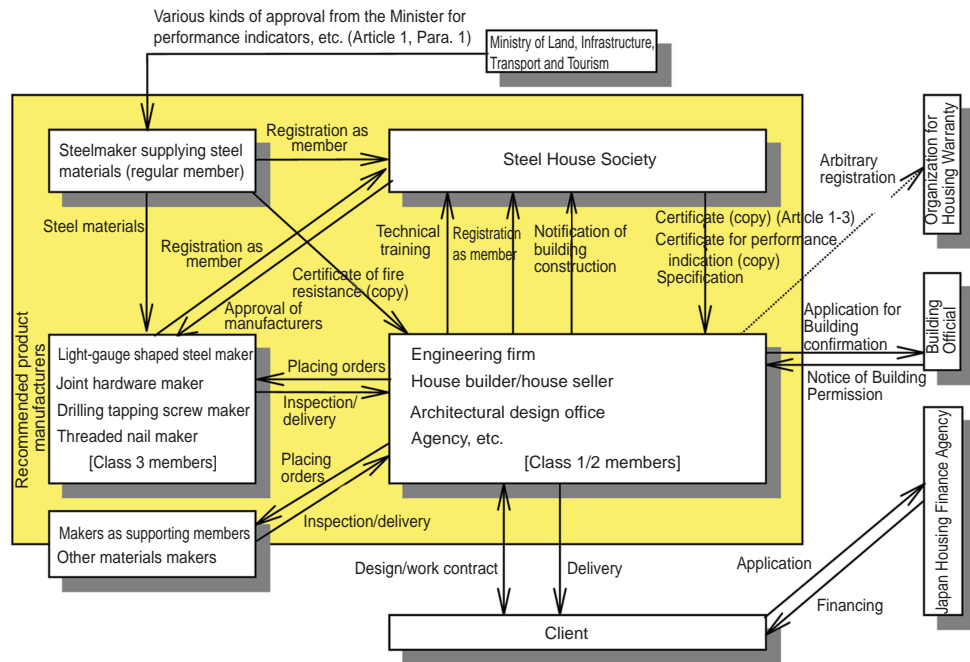 Various kinds of approval from the Minister for
performance indicators, etc. (Article 1, Para. 1)
Ministry of Land, Infrastructure,
Transport and Tourism
Steelmaker supplying steel
materials (regular member)
Registration as
member
Steel House Society
Arbitrary
registration
Organization for
Housing Warranty
Steel materials
Registration as
member
Certificate of fire
resistance (copy)
Approval of
manufacturers
Technical
training
Registration
as member
Notification of
building
construction
Certificate (copy) (Article 1-3)
Certificate for performance
indication (copy)
Specification
Recommended product
manufacturers
Light-gauge shaped steel maker
Joint hardware maker
Drilling tapping screw maker
Threaded nail maker
[Class 3 members]
Placing orders
Inspection/
delivery
Engineering firm
House builder/house seller
Architectural design office
Agency, etc.
[Class 1/2 members]
Application for
Building
confirmation
Notice of Building
Permission
Building
Official
Placing
orders
Inspection/delivery
Makers as supporting members
Other materials makers
Design/work contract
Delivery
Application
Financing
Japan Housing Finance Agency
Client